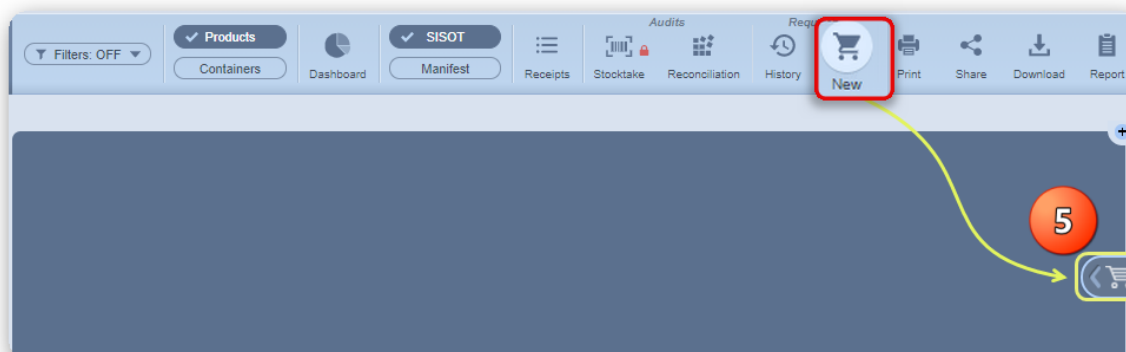 Audits
Filters: OFF
Products
Containers
Dashboard
SISOT
Manifest
Receipts
Stocktake
Reconciliation
History
New
Print
Share
Download
Report
5